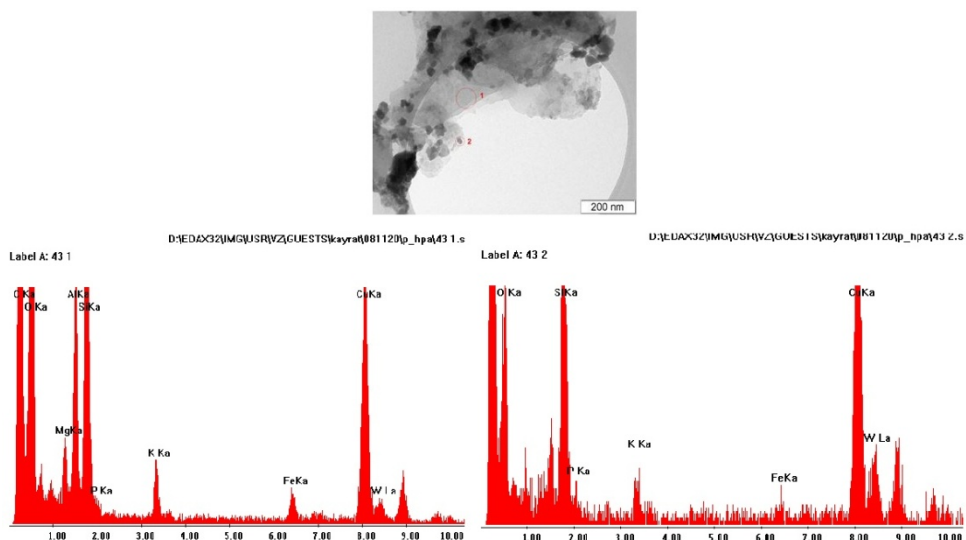 1
2
200 nm
D:\EDAX32\IMG\USR\VZ\GUESTS\kayrat\081120\p_hpa\43 1.s
Label A: 43 1
C Ka
O Ka
AlKa
SiKa
MgKa
P Ka
K Ka
FeKa
CuKa
W La
1.00 2.00 3.00 4.00 5.00 6.00 7.00 8.00 9.00 10.00
D:\EDAX32\IMG\USR\VZ\GUESTS\kayrat\081120\p_hpa\43 2.s
Label A: 43 2
O Ka
SiKa
P Ka
K Ka
FeKa
CuKa
W La
1.00 2.00 3.00 4.00 5.00 6.00 7.00 8.00 9.00 10.00